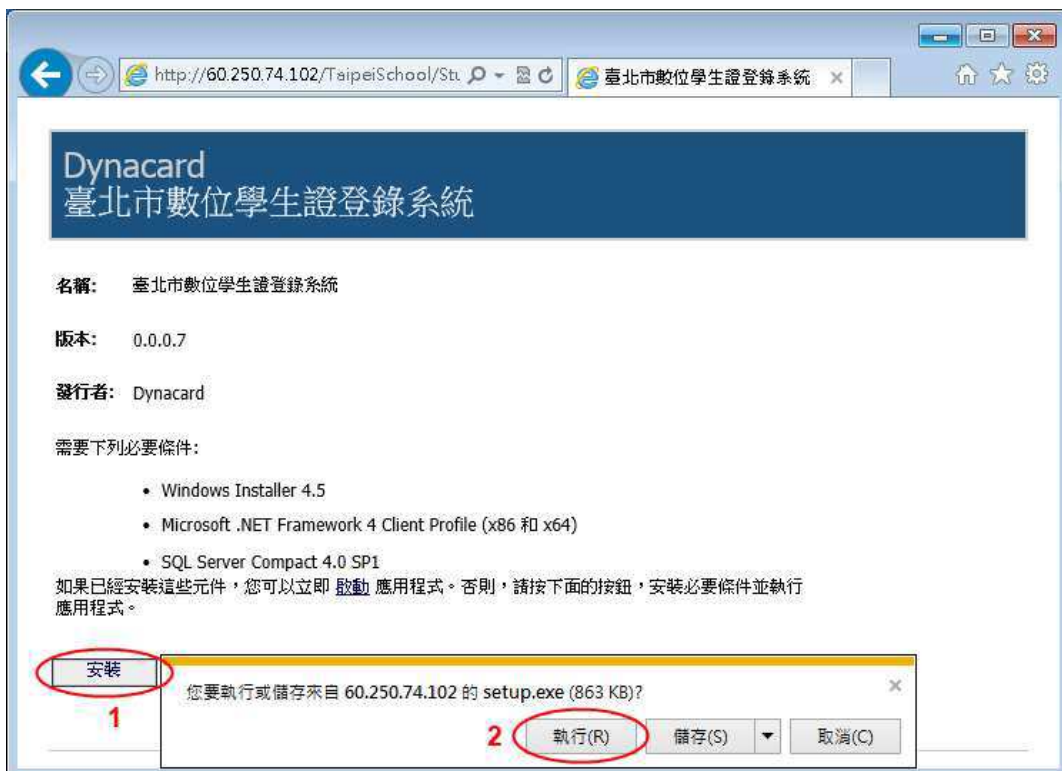 http://60.250.74.102/TaipeiSchool/Stu
臺北市數位學生證登錄系統
Dynacard
臺北市數位學生證登錄系統
名稱: 臺北市數位學生證登錄系統
版本: 0.0.0.7
發行者: Dynacard
需要下列必要條件:
• Windows Installer 4.5
• Microsoft .NET Framework 4 Client Profile (x86 和 x64)
• SQL Server Compact 4.0 SP1
如果已經安裝這些元件，您可以立即 啟動 應用程式。否則，請按下面的按鈕，安裝必要條件並執行
應用程式。
安裝
1
您要執行或儲存來自 60.250.74.102 的 setup.exe (863 KB)?
2
執行(R) 儲存(S) 取消(C)